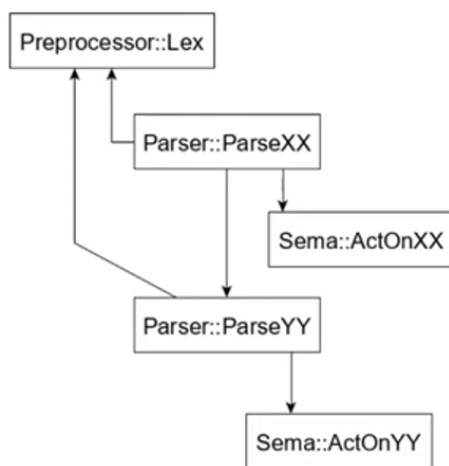 Preprocessor::Lex
Parser::ParseXX
Sema::ActOnXX
Parser::ParseYY
Sema::ActOnYY